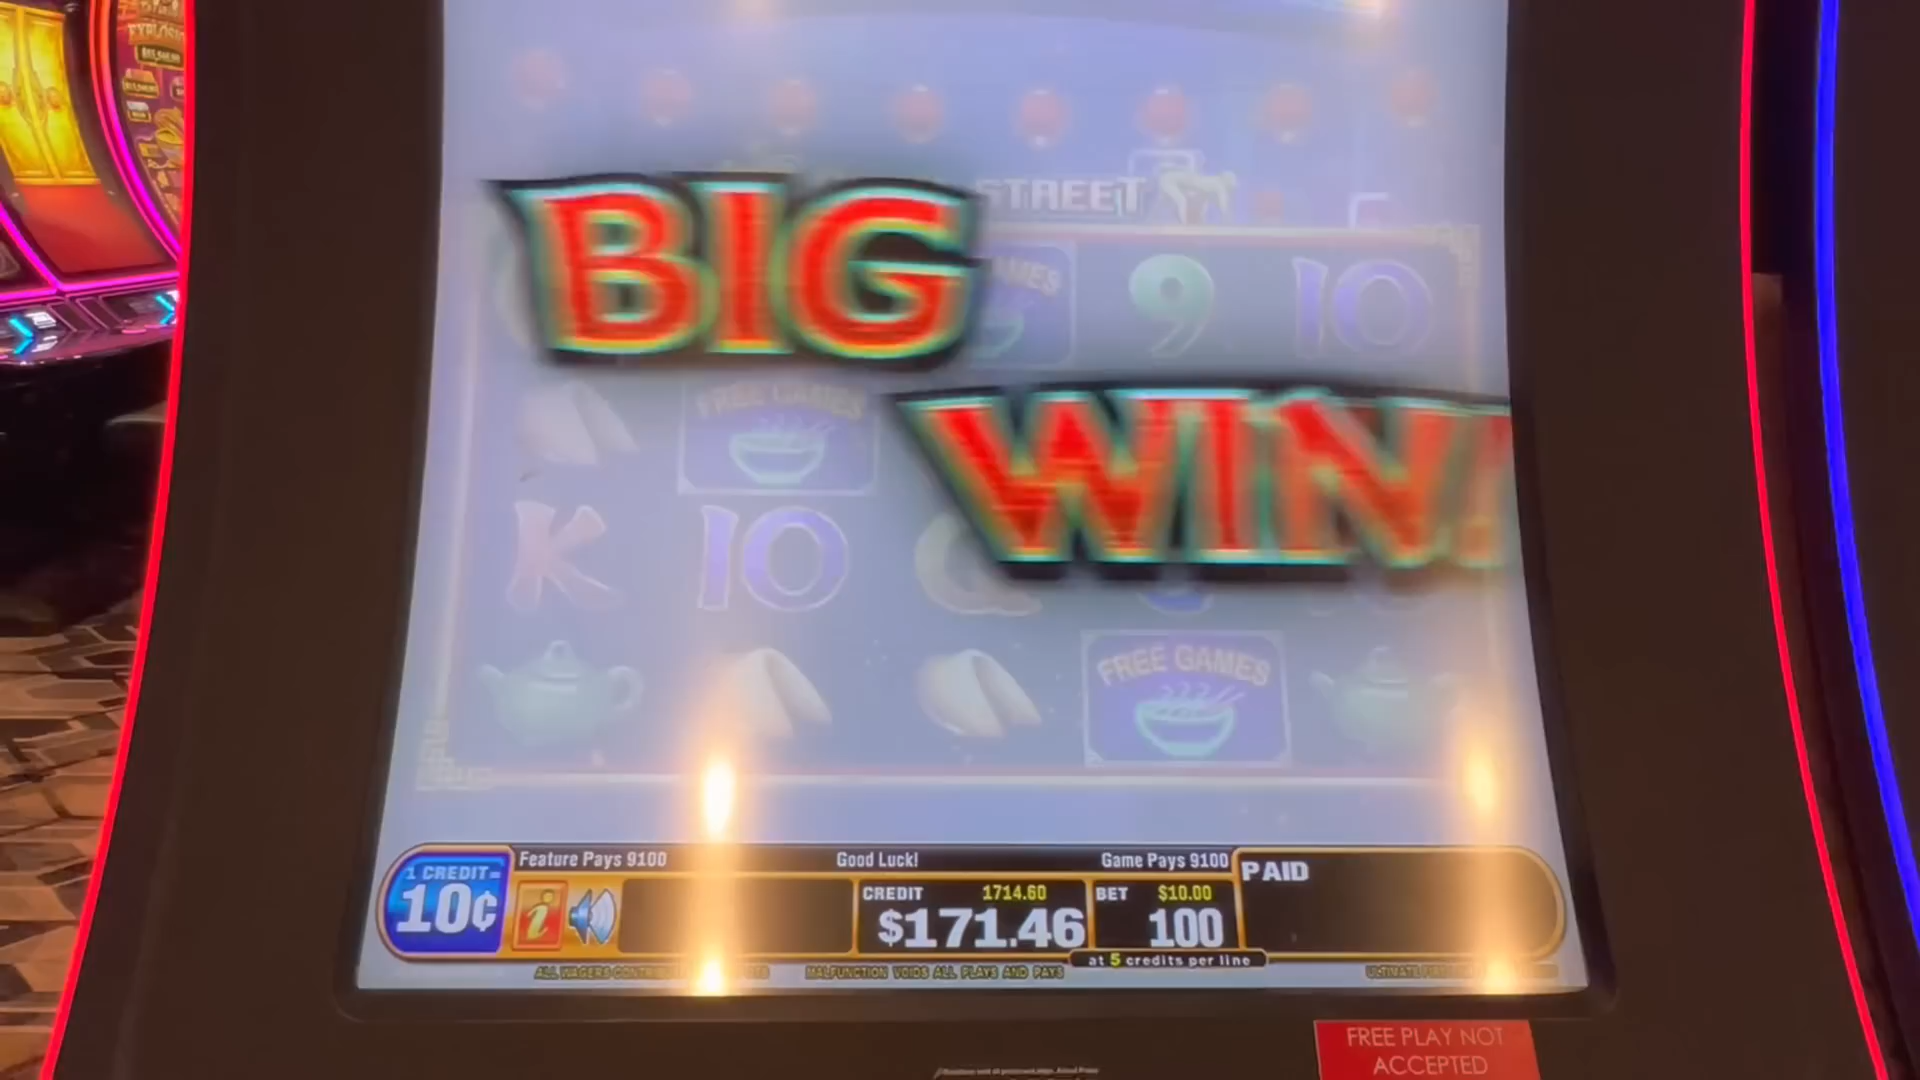 EXPLOSION
BIG
STREET
GAMES
9
10
WIN!
FREE GAMES
K
10
Q
FREE GAMES
Feature Pays 9100
Good Luck!
Game Pays 9100
PAID
1 CREDIT=
10¢
i
CREDIT
1714.60
$171.46
BET
$10.00
100
at 5 credits per line
MALFUNCTION VOIDS ALL PLAYS AND PAYS
FREE PLAY NOT
ACCEPTED